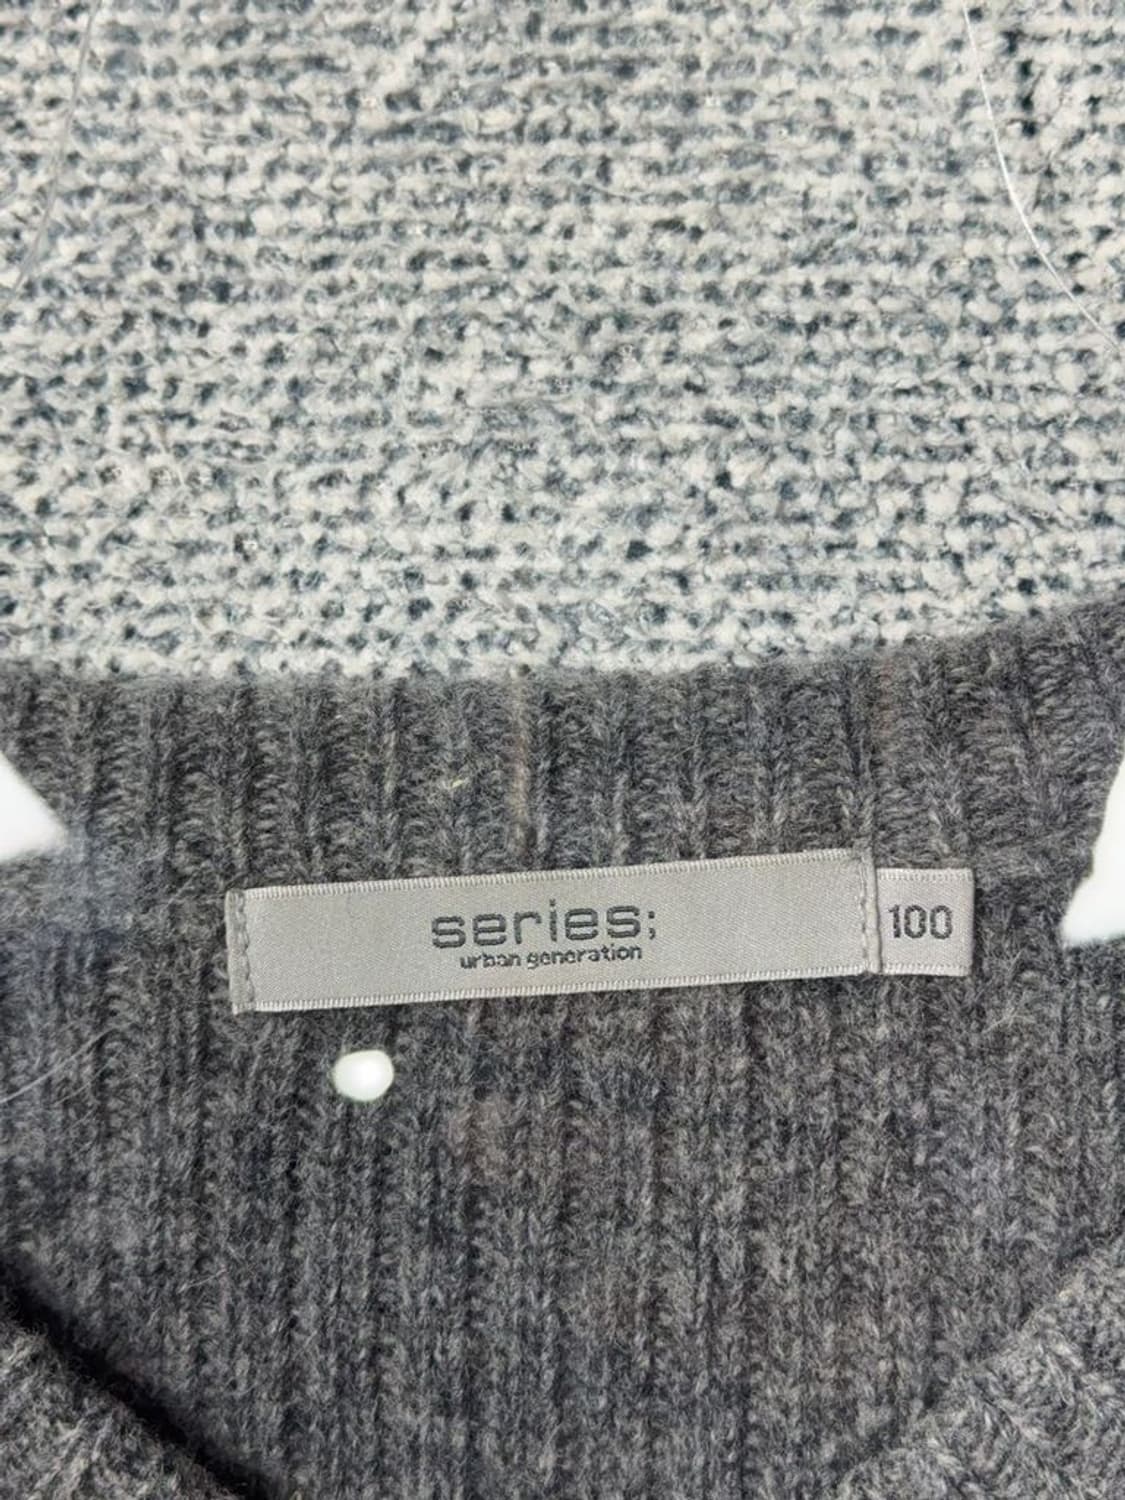 series;
urban generation
100